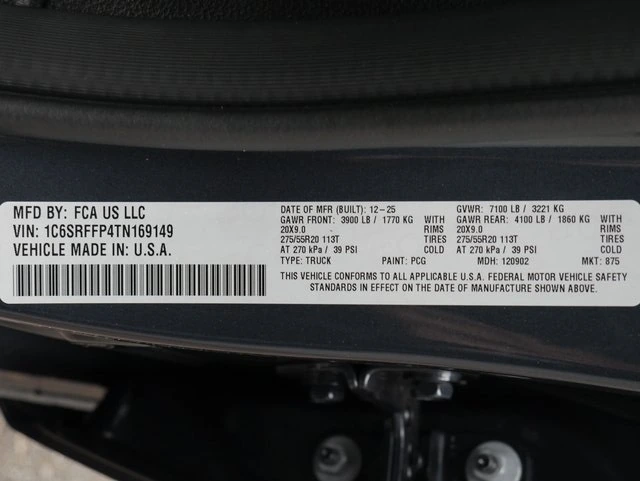 MFD BY: FCA US LLC
VIN: 1C6SRFFP4TN169149
VEHICLE MADE IN: U.S.A.
DATE OF MFR (BUILT): 12-25 GVWR: 7100 LB / 3221 KG
GAWR FRONT: 3900 LB / 1770 KG WITH GAWR REAR: 4100 LB / 1860 KG WITH
20X9.0 RIMS 20X9.0 RIMS
275/55R20 113T TIRES 275/55R20 113T TIRES
AT 270 kPa / 39 PSI COLD AT 270 kPa / 39 PSI COLD
TYPE: TRUCK PAINT: PCG MDH: 120902 MKT: 875
THIS VEHICLE CONFORMS TO ALL APPLICABLE U.S.A. FEDERAL MOTOR VEHICLE SAFETY
STANDARDS IN EFFECT ON THE DATE OF MANUFACTURE SHOWN ABOVE.